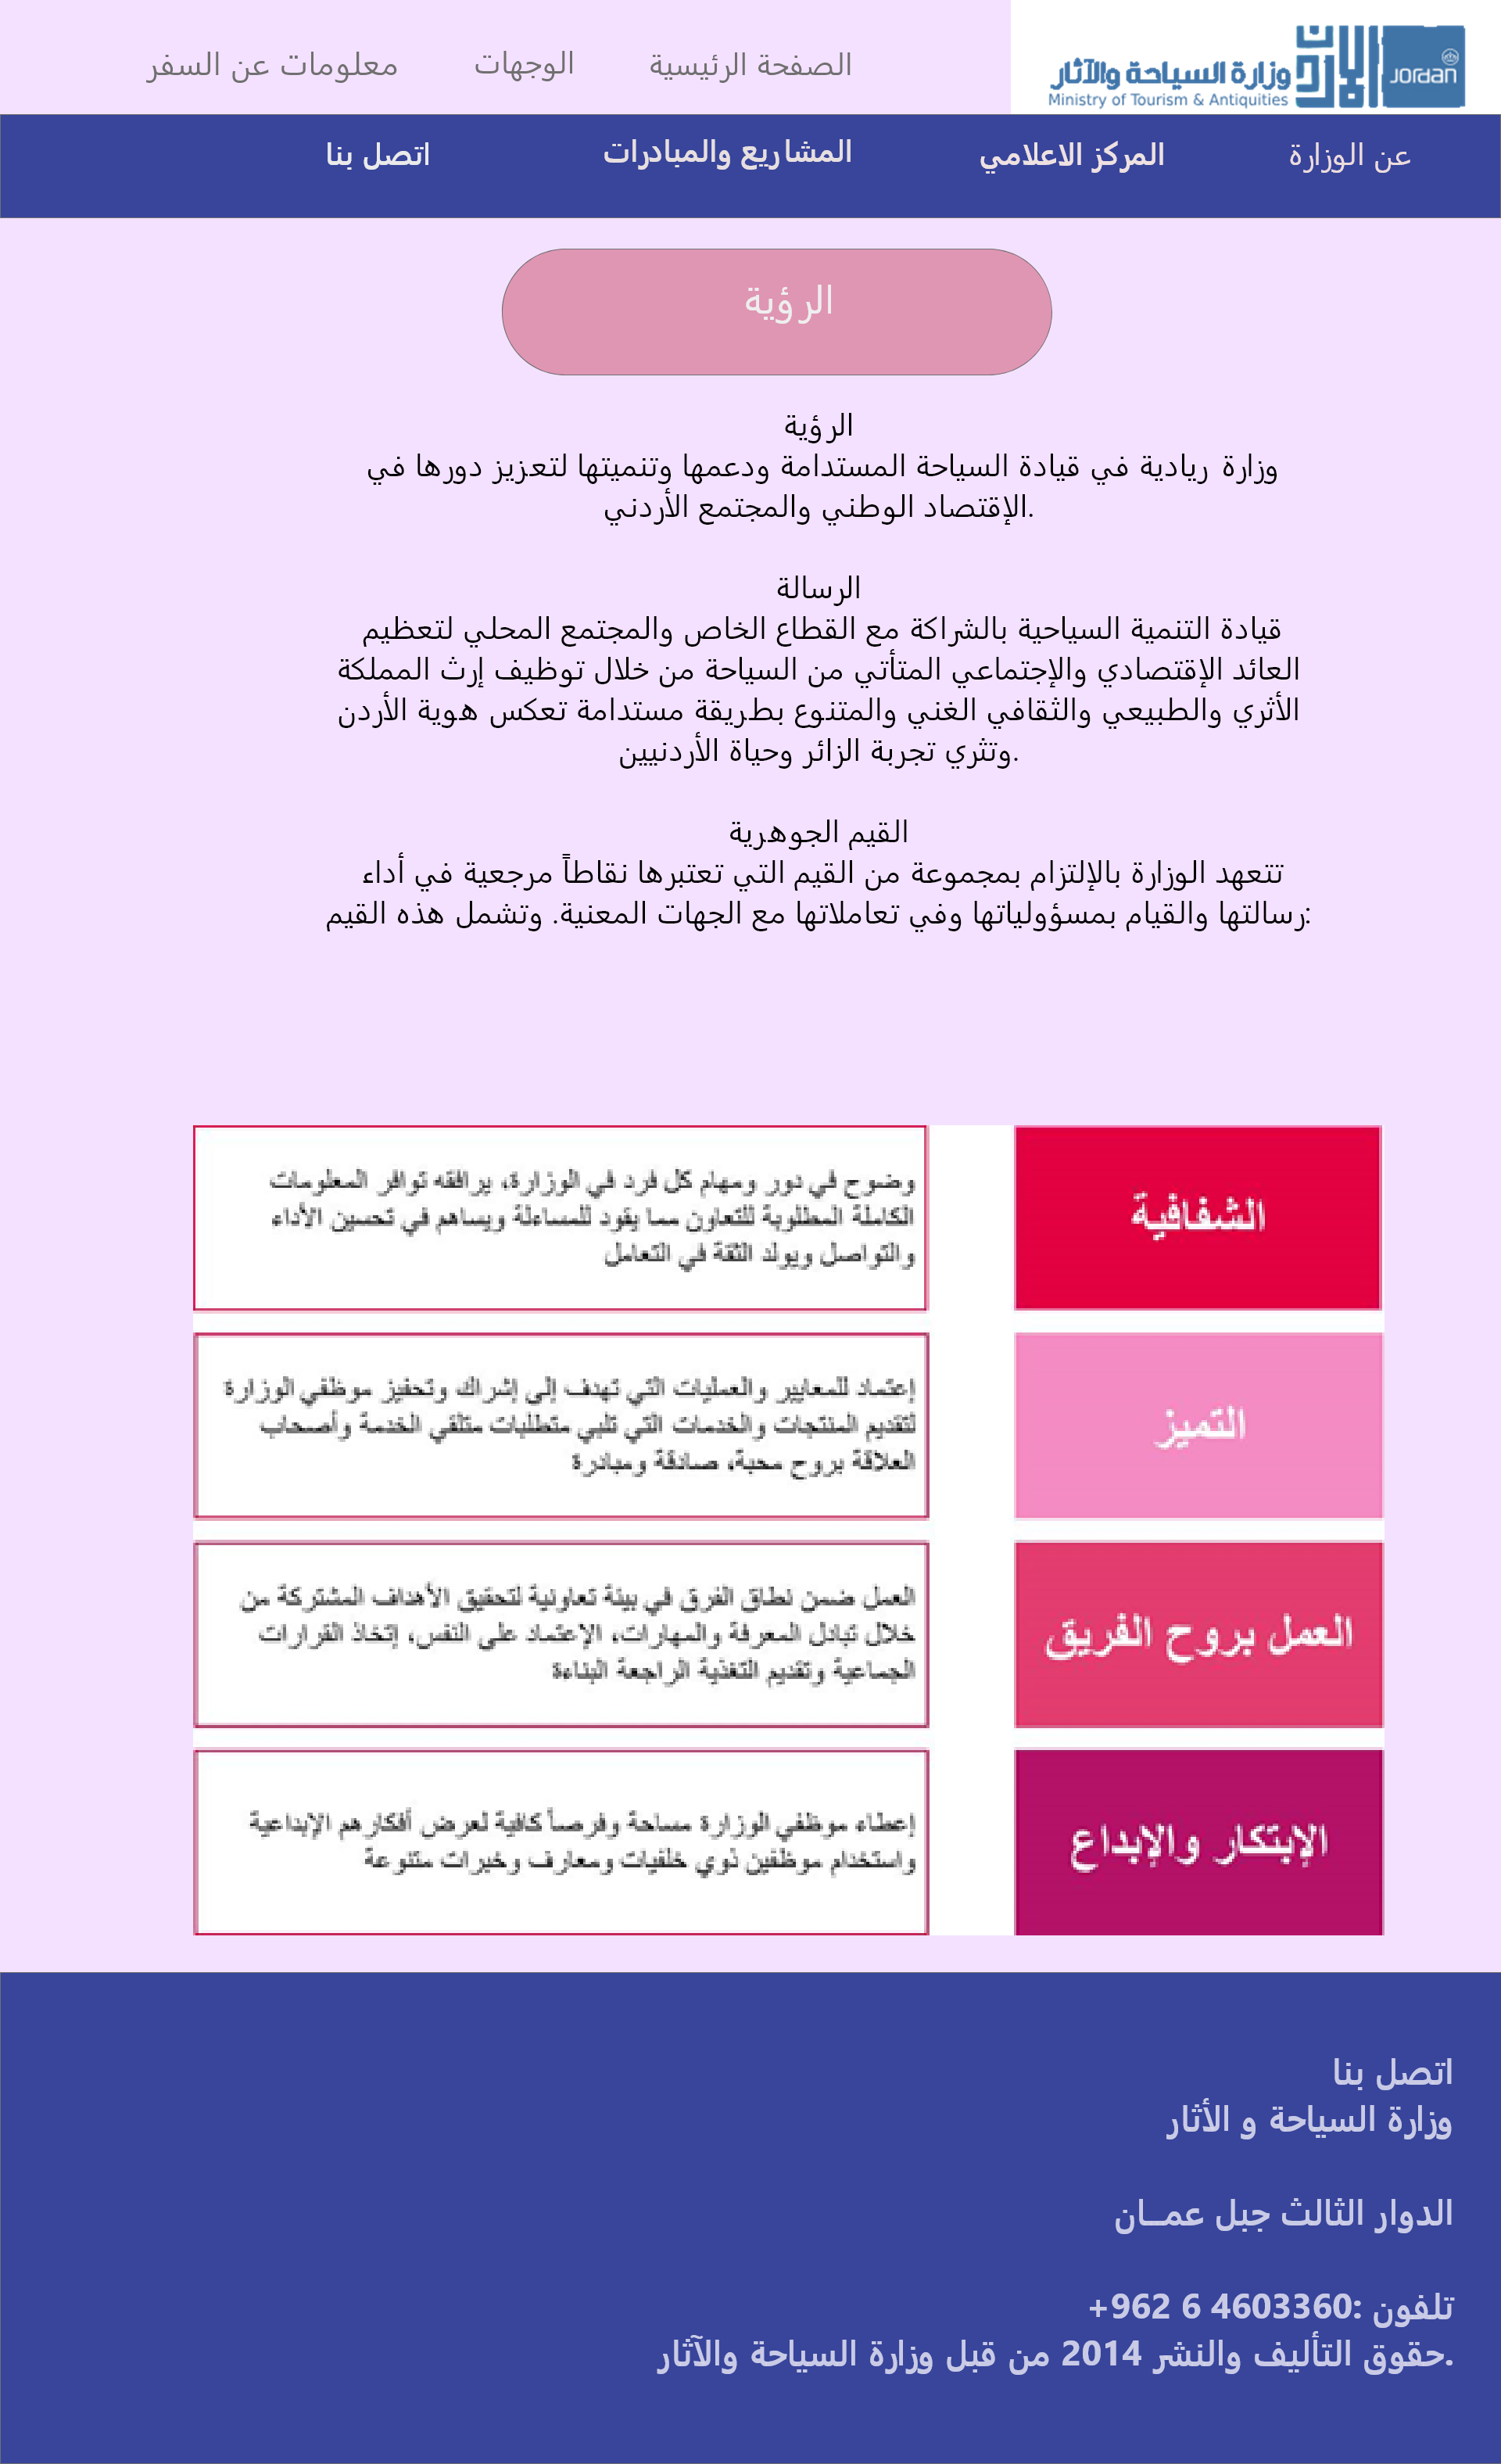 Jordan
الأردن
وزارة السياحة والآثار
Ministry of Tourism & Antiquities
الصفحة الرئيسية
الوجهات
معلومات عن السفر
عن الوزارة
المركز الاعلامي
المشاريع والمبادرات
اتصل بنا
الرؤية
الرؤية
وزارة ريادية في قيادة السياحة المستدامة ودعمها وتنميتها لتعزيز دورها في
الإقتصاد الوطني والمجتمع الأردني.
الرسالة
قيادة التنمية السياحية بالشراكة مع القطاع الخاص والمجتمع المحلي لتعظيم
العائد الإقتصادي والإجتماعي المتأتي من السياحة من خلال توظيف إرث المملكة
الأثري والطبيعي والثقافي الغني والمتنوع بطريقة مستدامة تعكس هوية الأردن
وتثري تجربة الزائر وحياة الأردنيين.
القيم الجوهرية
تتعهد الوزارة بالإلتزام بمجموعة من القيم التي تعتبرها نقاطاً مرجعية في أداء
رسالتها والقيام بمسؤولياتها وفي تعاملاتها مع الجهات المعنية. وتشمل هذه القيم:
الشفافية
وضوح في دور ومهام كل فرد في الوزارة، يرافقه توافر المعلومات
الكاملة المطلوبة للتعاون مما يقود للمساءلة ويساهم في تحسين الأداء
والتواصل ويولد الثقة في التعامل
التميز
إعتماد للمعايير والعمليات التي تهدف إلى إشراك وتحفيز موظفي الوزارة
لتقديم المنتجات والخدمات التي تلبي متطلبات متلقي الخدمة وأصحاب
العلاقة بروح محبة، صادقة ومبادرة
العمل بروح الفريق
العمل ضمن نطاق الفرق في بيئة تعاونية لتحقيق الأهداف المشتركة من
خلال تبادل المعرفة والمهارات، الإعتماد على النفس، إتخاذ القرارات
الجماعية وتقديم التغذية الراجعة البناءة
الإبتكار والإبداع
إعطاء موظفي الوزارة مساحة وفرصاً كافية لعرض أفكارهم الإبداعية
واستخدام موظفين ذوي خلفيات ومعارف وخبرات متنوعة
اتصل بنا
وزارة السياحة و الأثار
الدوار الثالث جبل عمــان
تلفون :4603360 6 962+
حقوق التأليف والنشر 2014 من قبل وزارة السياحة والآثار.